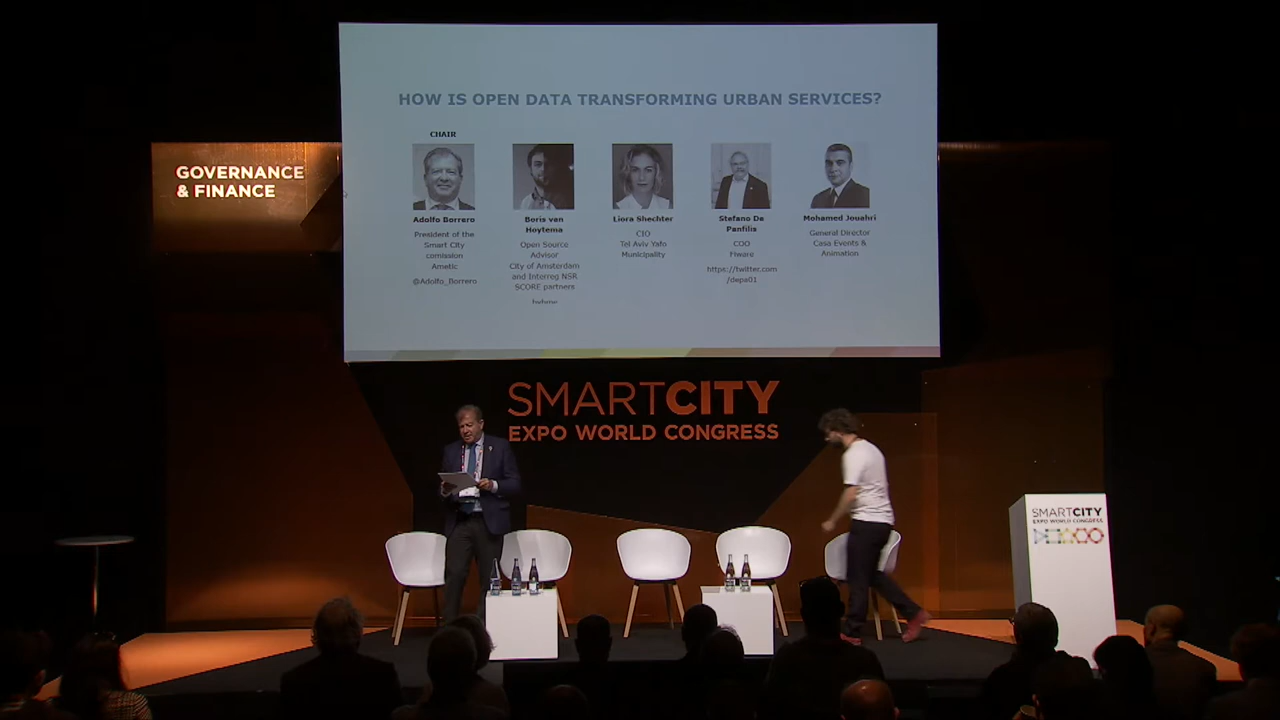 HOW IS OPEN DATA TRANSFORMING URBAN SERVICES?
CHAIR
Adolfo Borrero
President of the
Smart City
comission
Ametic
@Adolfo_Borrero
Boris van
Hoytema
Open Source
Advisor
City of Amsterdam
and Interreg NSR
SCORE partners
Liora Shechter
CIO
Tel Aviv Yafo
Municipality
Stefano De
Panfilis
COO
Fiware
https://twitter.com
/depa01
Mohamed Jouahri
General Director
Casa Events &
Animation
GOVERNANCE
& FINANCE
SMARTCITY
EXPO WORLD CONGRESS
SMARTCITY
EXPO WORLD CONGRESS